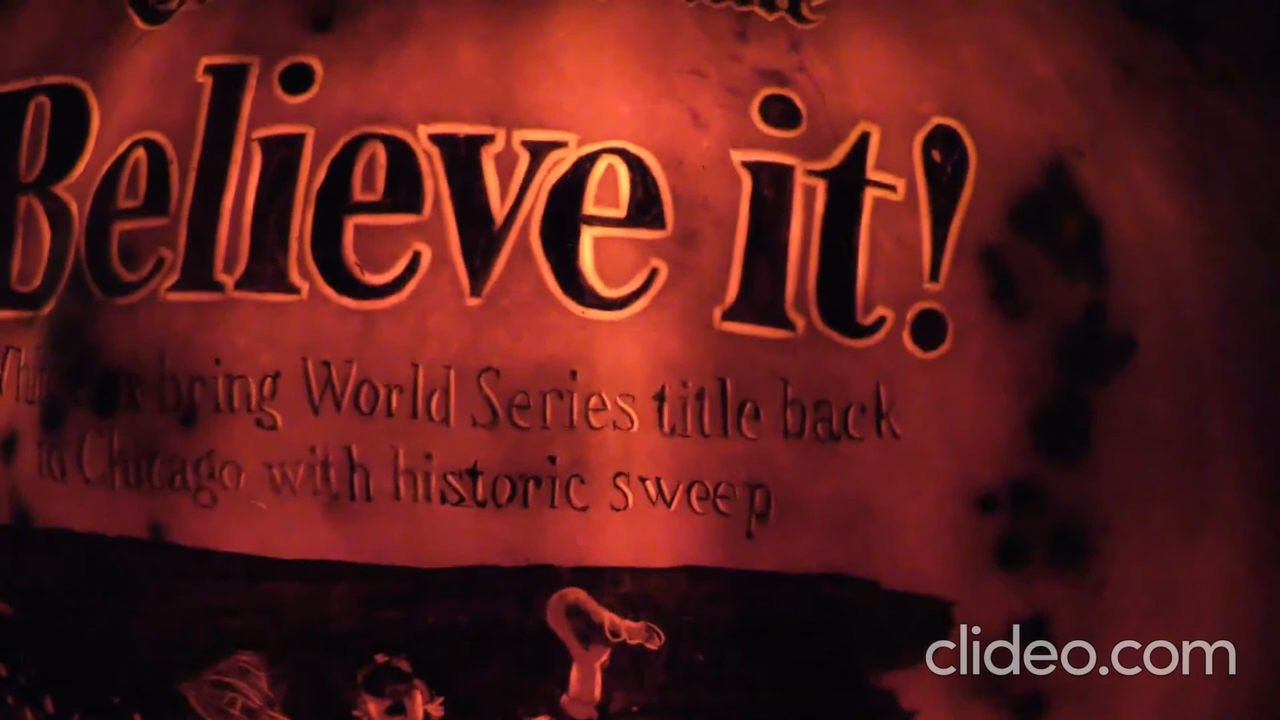 Believe it!
bring World Series title back
to Chicago with historic sweep
clideo.com